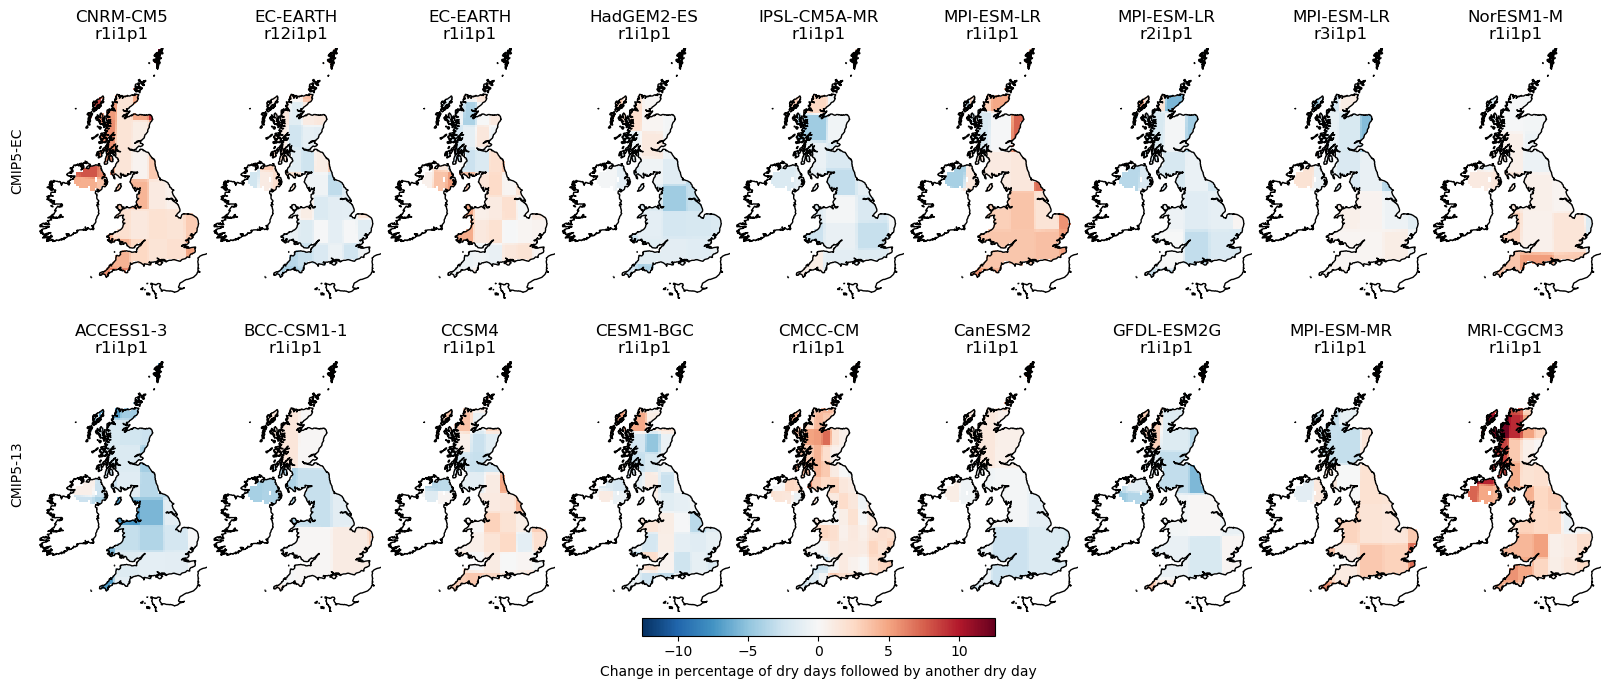 CNRM-CM5
r1i1p1
EC-EARTH
r12i1p1
EC-EARTH
r1i1p1
HadGEM2-ES
r1i1p1
IPSL-CM5A-MR
r1i1p1
MPI-ESM-LR
r1i1p1
MPI-ESM-LR
r2i1p1
MPI-ESM-LR
r3i1p1
NorESM1-M
r1i1p1
CMIP5-EC
ACCESS1-3
r1i1p1
BCC-CSM1-1
r1i1p1
CCSM4
r1i1p1
CESM1-BGC
r1i1p1
CMCC-CM
r1i1p1
CanESM2
r1i1p1
GFDL-ESM2G
r1i1p1
MPI-ESM-MR
r1i1p1
MRI-CGCM3
r1i1p1
CMIP5-13
−10 −5 0 5 10
Change in percentage of dry days followed by another dry day